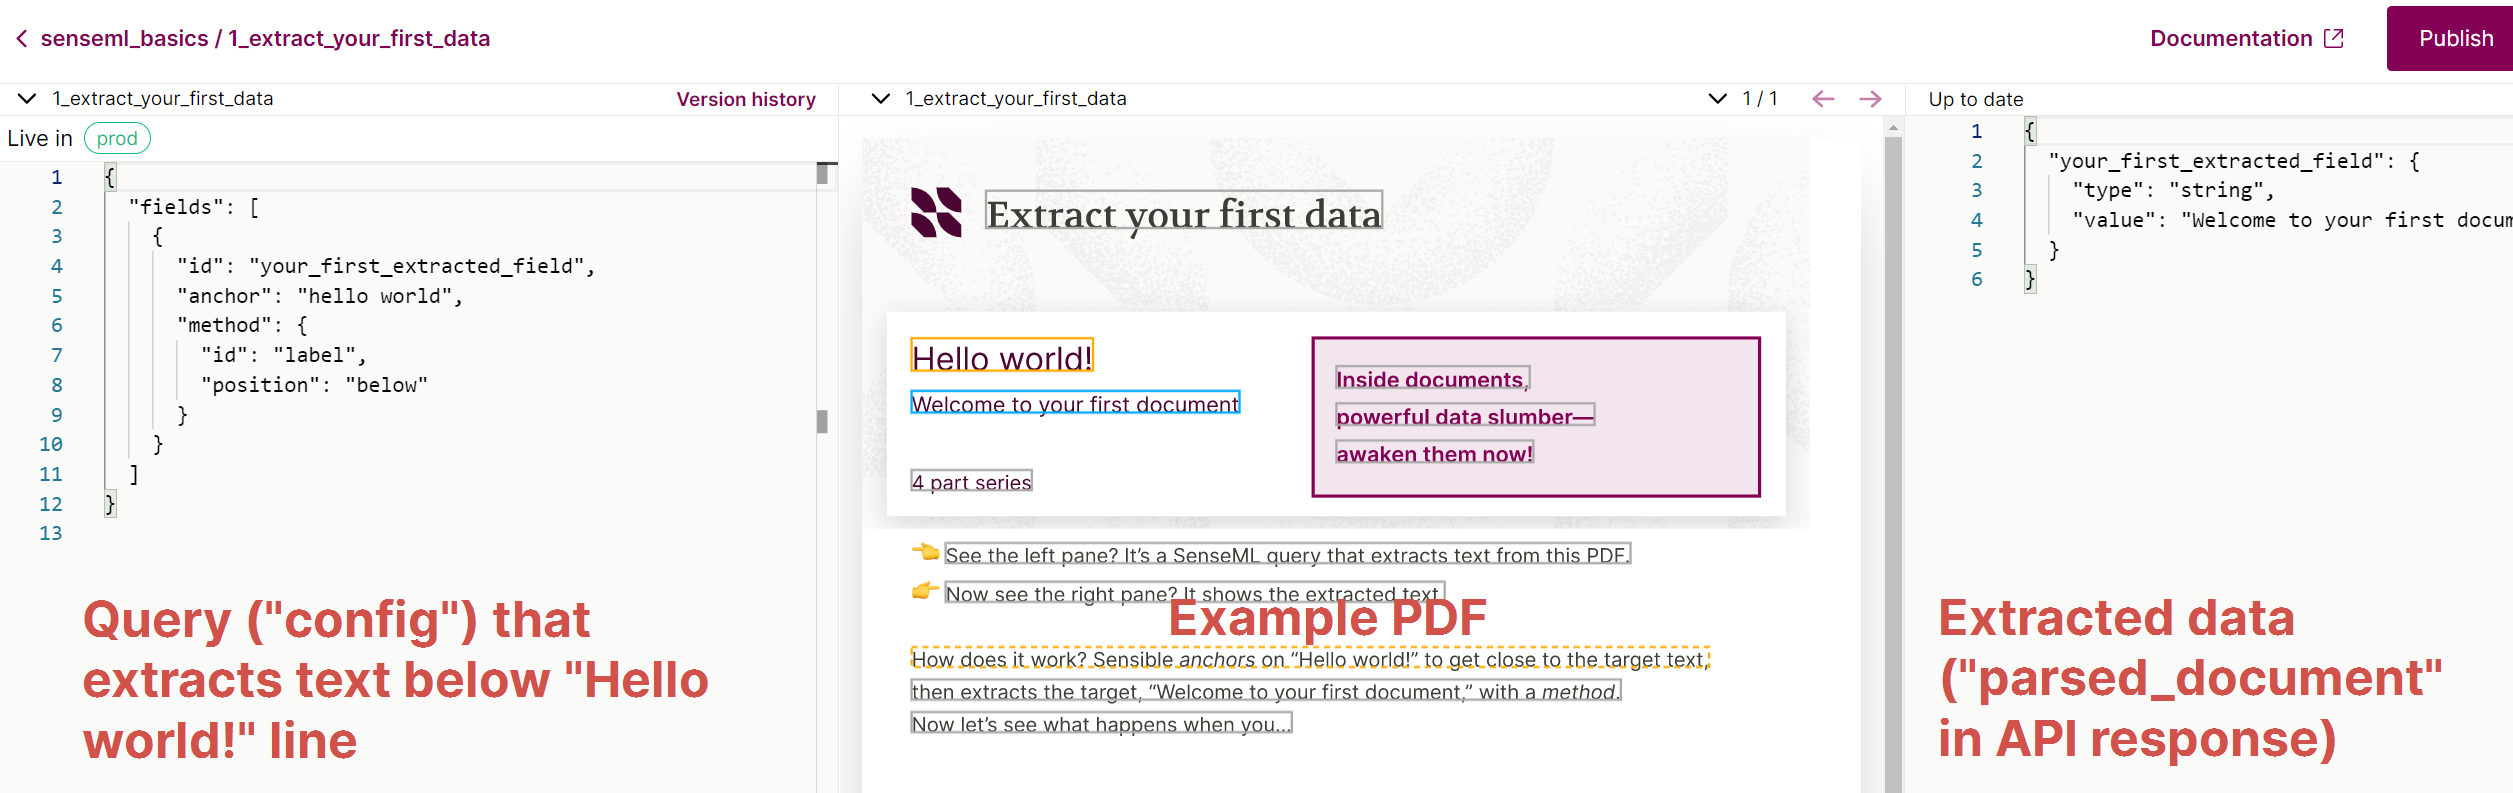 senseml_basics / 1_extract_your_first_data
Documentation
Publish
1_extract_your_first_data
Version history
Live in prod
1 {
2 "fields": [
3 {
4 "id": "your_first_extracted_field",
5 "anchor": "hello world",
6 "method": {
7 "id": "label",
8 "position": "below"
9 }
10 }
11 ]
12 }
13
Query ("config") that
extracts text below "Hello
world!" line
1_extract_your_first_data
1 / 1
Extract your first data
Hello world!
Welcome to your first document
4 part series
Inside documents,
powerful data slumber—
awaken them now!
See the left pane? It’s a SenseML query that extracts text from this PDF.
Now see the right pane? It shows the extracted text.
Example PDF
How does it work? Sensible anchors on “Hello world!” to get close to the target text,
then extracts the target, “Welcome to your first document,” with a method.
Now let’s see what happens when you...
Up to date
1 {
2 "your_first_extracted_field": {
3 "type": "string",
4 "value": "Welcome to your first docum
5 }
6 }
Extracted data
("parsed_document"
in API response)